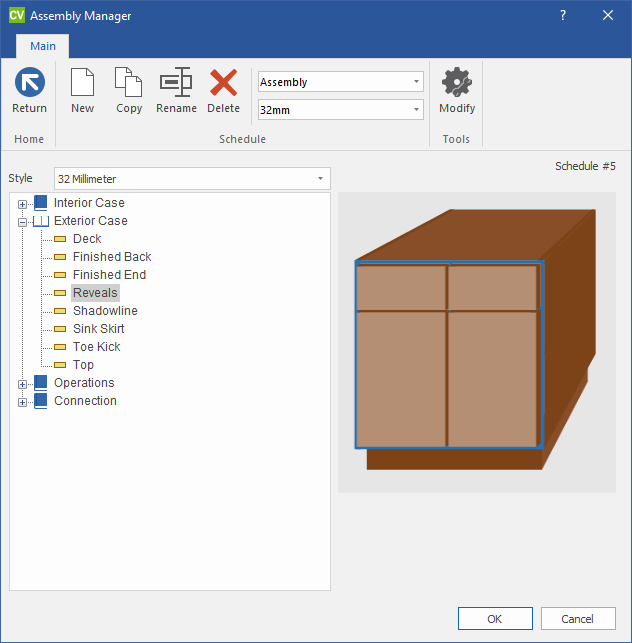 CV Assembly Manager ?
Main
Return New Copy Rename Delete Assembly 32mm Modify
Home Schedule Tools
Style 32 Millimeter Schedule #5
Interior Case
Exterior Case
Deck
Finished Back
Finished End
Reveals
Shadowline
Sink Skirt
Toe Kick
Top
Operations
Connection
OK Cancel